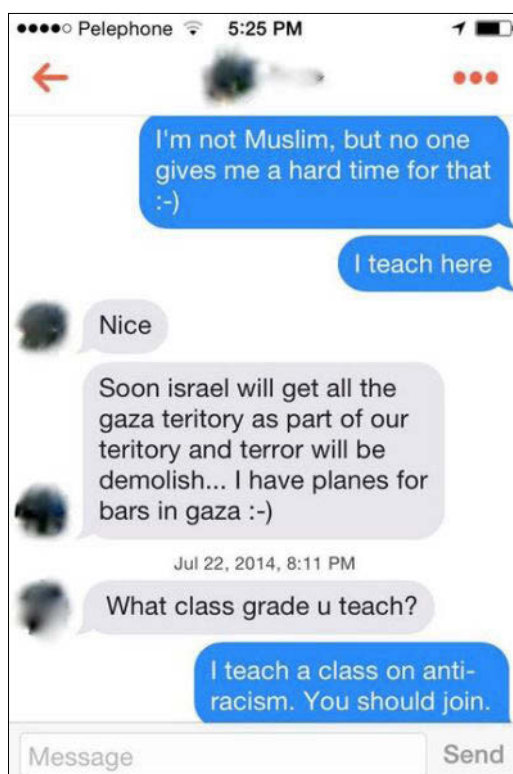 Pelephone 5:25 PM
I'm not Muslim, but no one
gives me a hard time for that
:-)
I teach here
Nice
Soon israel will get all the
gaza teritory as part of our
teritory and terror will be
demolish... I have planes for
bars in gaza :-)
Jul 22, 2014, 8:11 PM
What class grade u teach?
I teach a class on anti-
racism. You should join.
Message Send